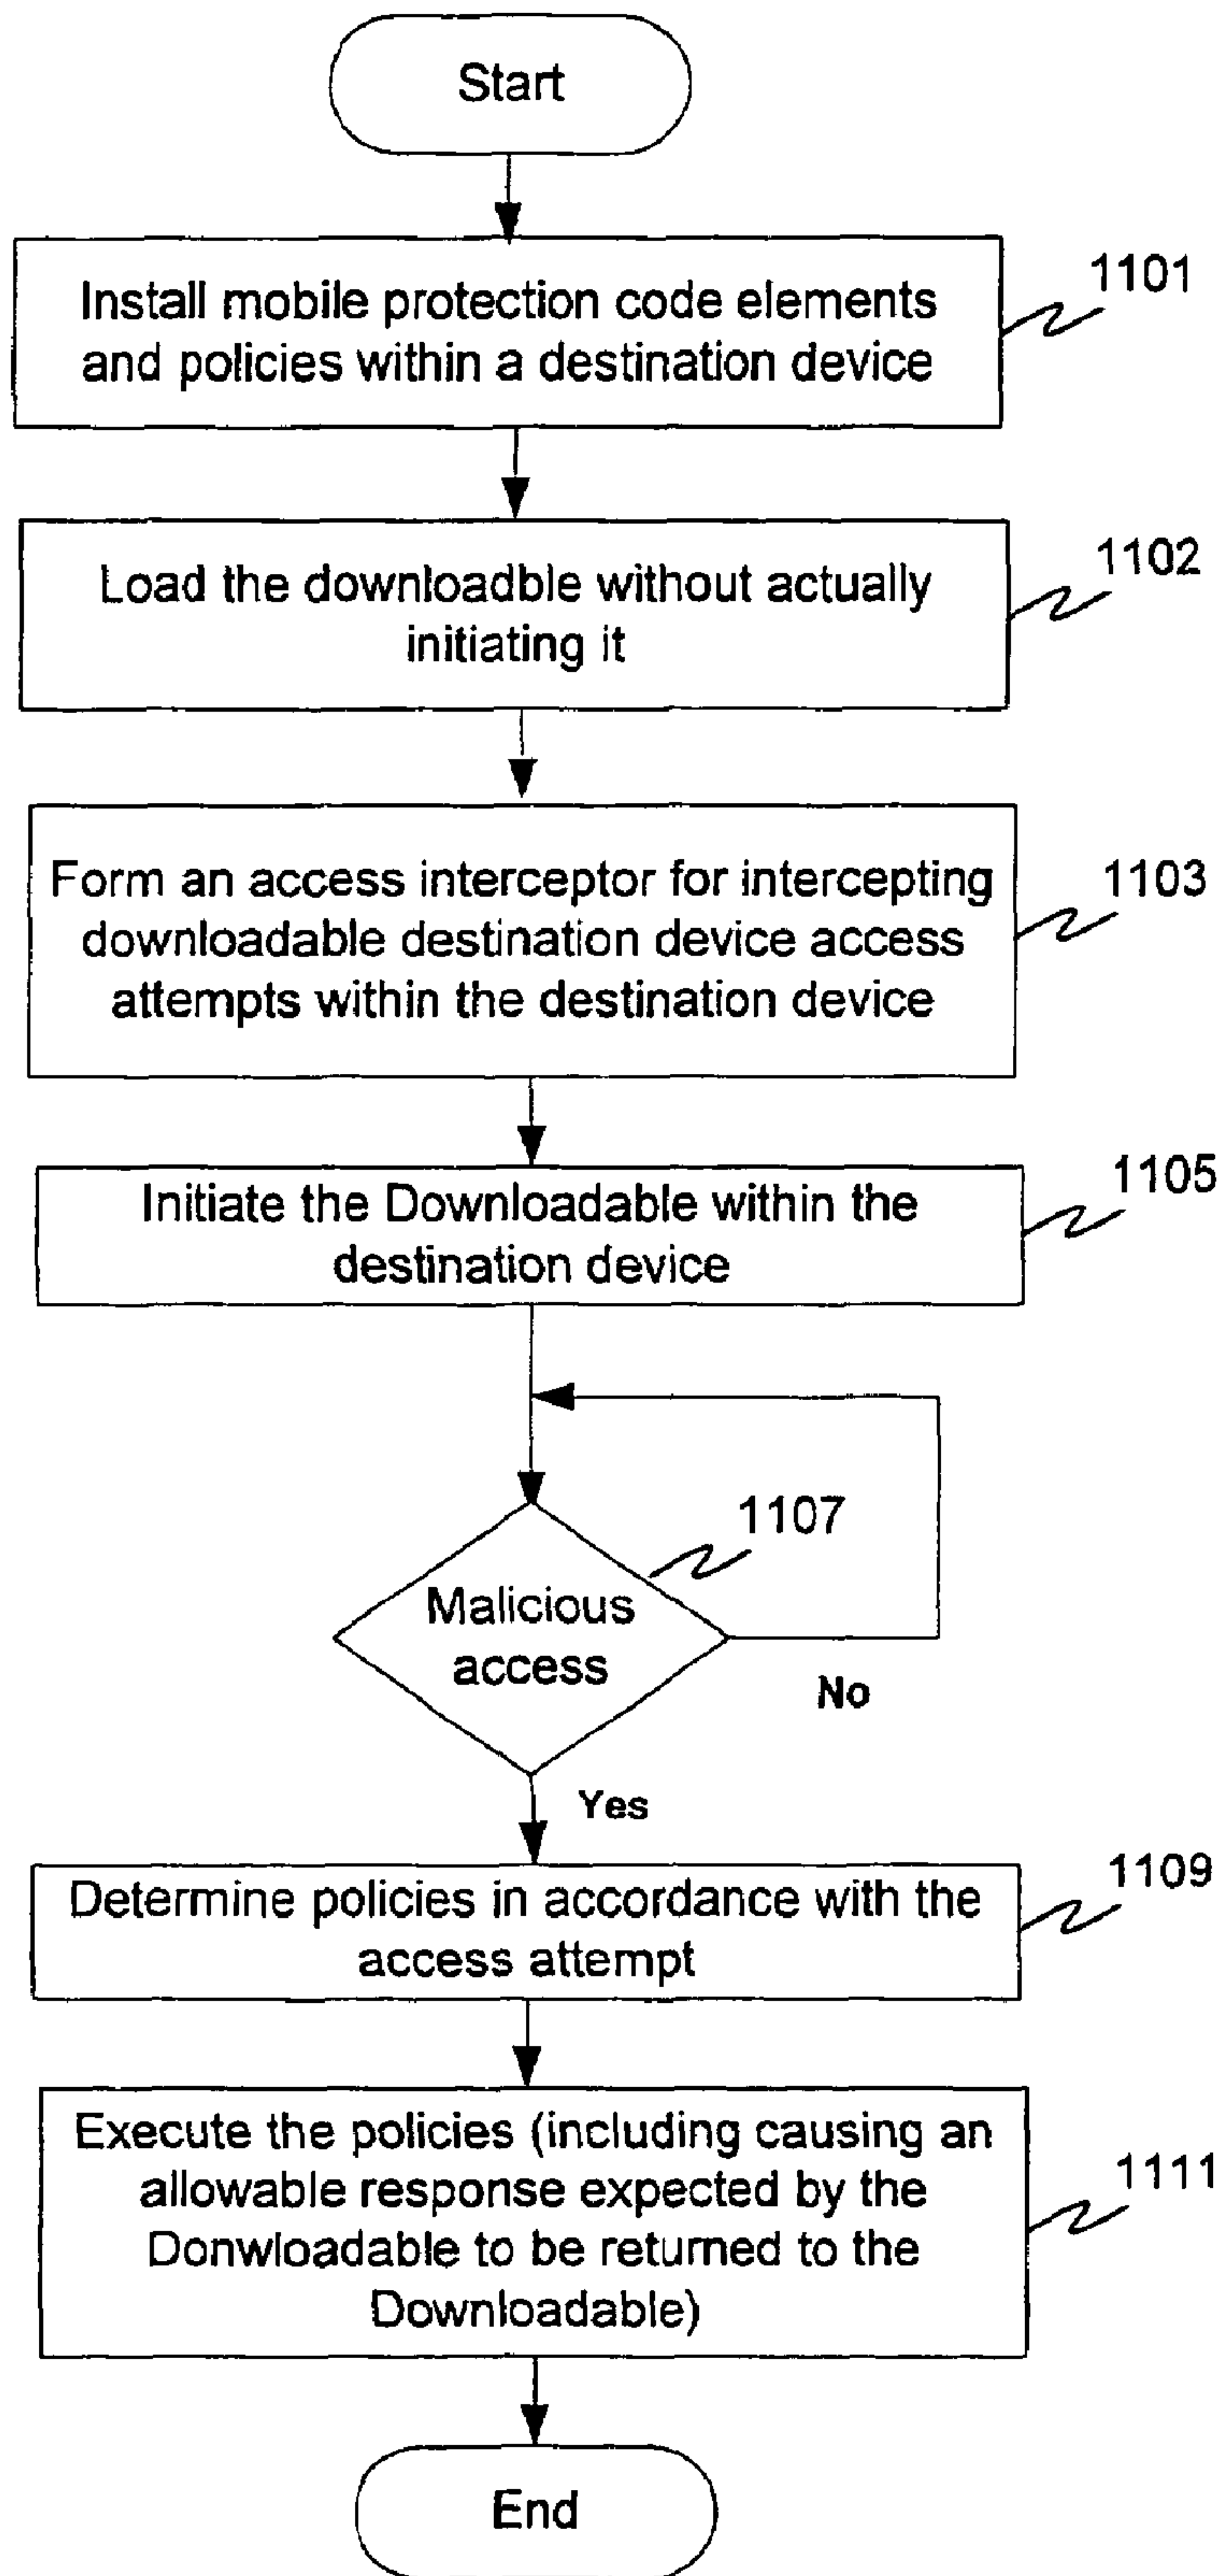 Start
Install mobile protection code elements
and policies within a destination device
1101
Load the downloadble without actually
initiating it
1102
Form an access interceptor for intercepting
downloadable destination device access
attempts within the destination device
1103
Initiate the Downloadable within the
destination device
1105
Malicious
access
1107
No
Yes
Determine policies in accordance with the
access attempt
1109
Execute the policies (including causing an
allowable response expected by the
Donwloadable to be returned to the
Downloadable)
1111
End